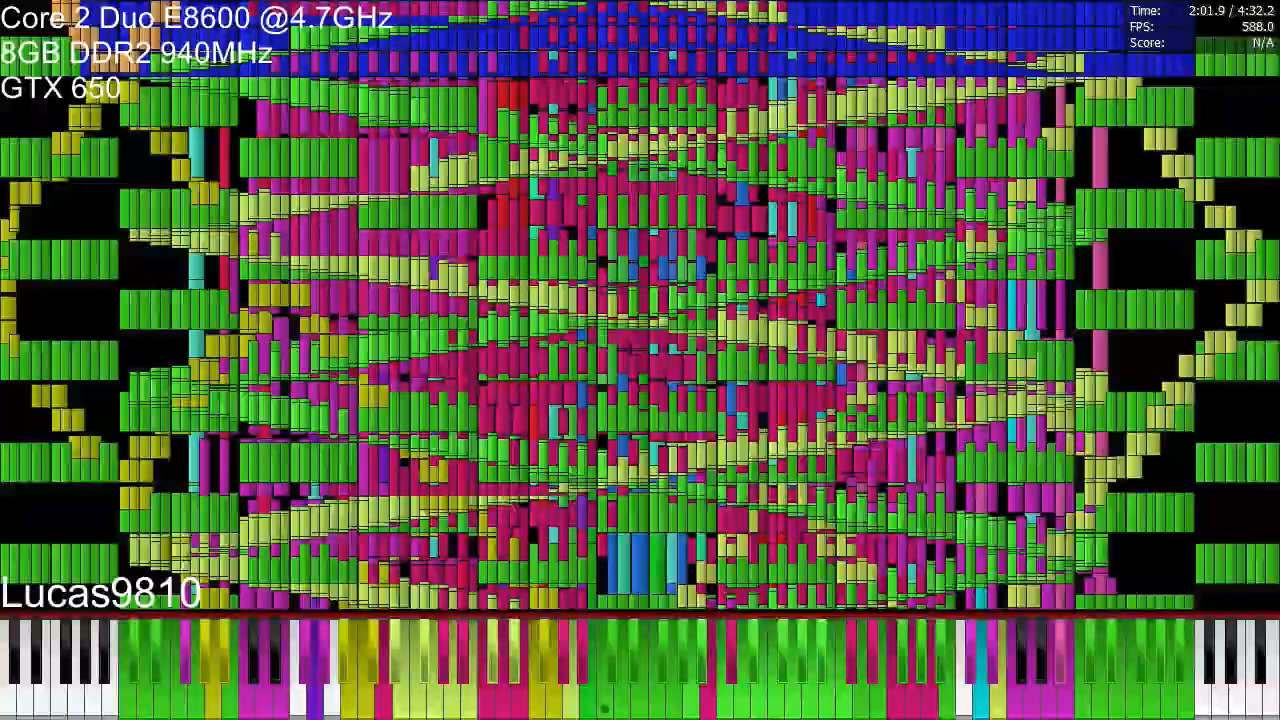 Core 2 Duo E8600 @4.7GHz
8GB DDR2 940MHz
GTX 650
Time: 2:01.9 / 4:32.2
FPS: 588.0
Score: N/A
Lucas9810